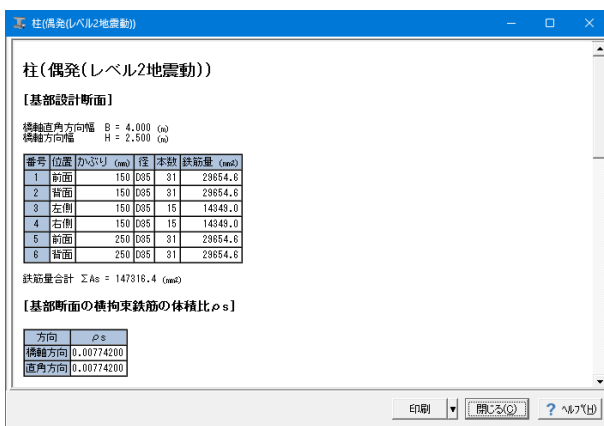 柱(偶発(レベル2地震動))
柱(偶発(レベル2地震動))
[基部設計断面]
橋軸直角方向幅 B = 4.000 (m)
橋軸方向幅 H = 2.500 (m)
番号 位置 かぶり (mm) 径 本数 鉄筋量 (mm2)
1 前面 150 D35 31 29654.6
2 背面 150 D35 31 29654.6
3 左側 150 D35 15 14349.0
4 右側 150 D35 15 14349.0
5 前面 250 D35 31 29654.6
6 背面 250 D35 31 29654.6
鉄筋量合計 ΣAs = 147316.4 (mm2)
[基部断面の横拘束鉄筋の体積比ρs]
方向 ρs
橋軸方向 0.00774200
直角方向 0.00774200
印刷 閉じる(C) ? ヘルプ(H)